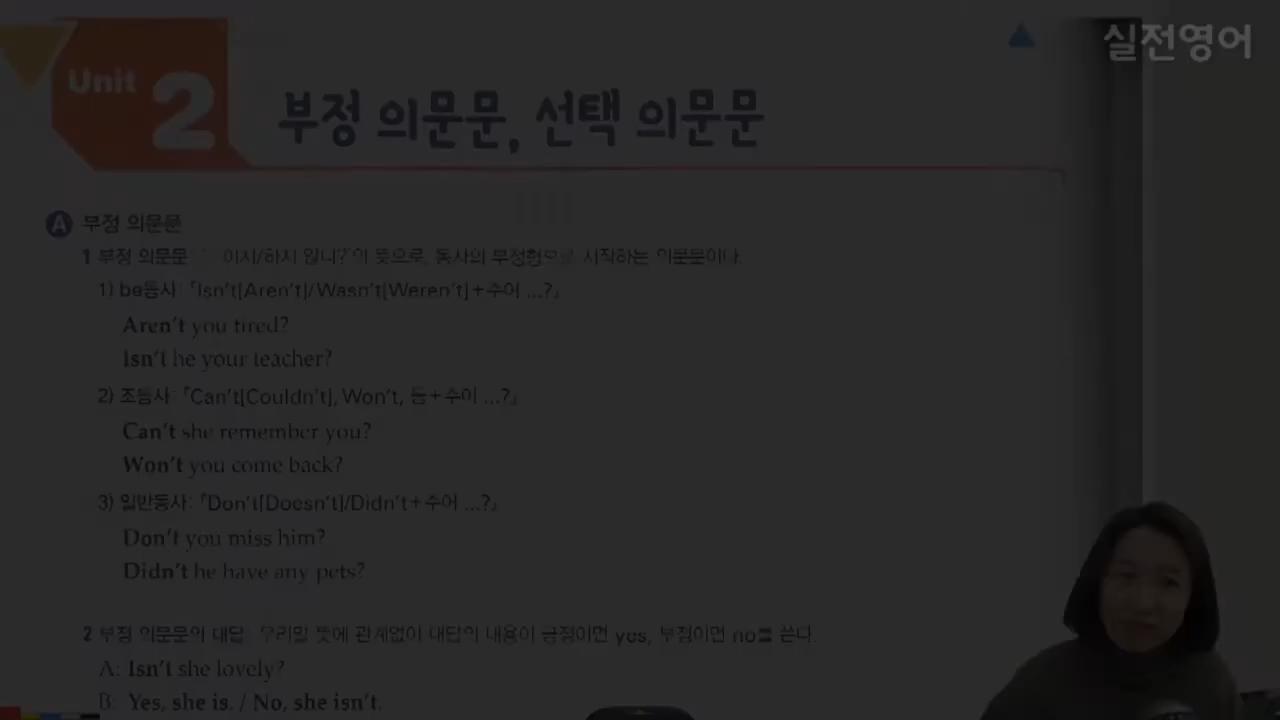 실전영어
Unit 2
부정 의문문, 선택 의문문
A 부정 의문문
1 부정 의문문: 이지/하지 않니?'의 뜻으로, 동사의 부정형으로 시작하는 의문문이다.
1) be동사: 『Isn't[Aren't]/Wasn't[Weren't]+주어 ...?』
Aren't you tired?
Isn't he your teacher?
2) 조동사: 『Can't[Couldn't], Won't, 등+주어 ...?』
Can't she remember you?
Won't you come back?
3) 일반동사: 『Don't[Doesn't]/Didn't+주어 ...?』
Don't you miss him?
Didn't he have any pets?
2 부정 의문문의 대답: 우리말 뜻에 관계없이 대답의 내용이 긍정이면 yes, 부정이면 no를 쓴다.
A: Isn't she lovely?
B: Yes, she is. / No, she isn't.